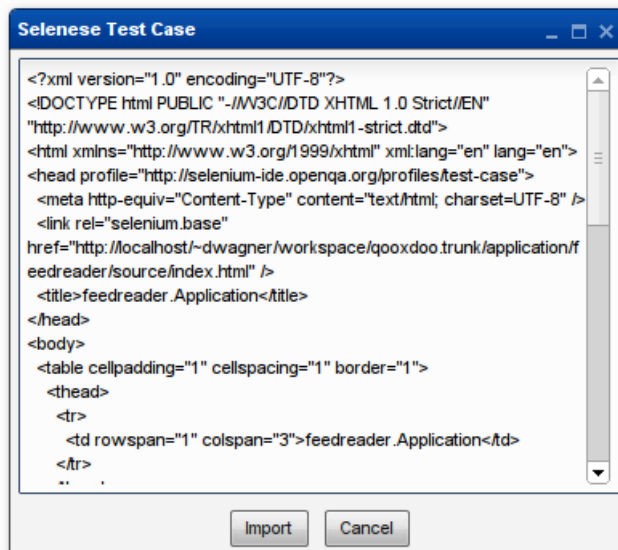 Selenese Test Case
<?xml version="1.0" encoding="UTF-8"?>
<!DOCTYPE html PUBLIC "-//W3C//DTD XHTML 1.0 Strict//EN"
"http://www.w3.org/TR/xhtml1/DTD/xhtml1-strict.dtd">
<html xmlns="http://www.w3.org/1999/xhtml" xml:lang="en" lang="en">
<head profile="http://selenium-ide.openqa.org/profiles/test-case">
<meta http-equiv="Content-Type" content="text/html; charset=UTF-8" />
<link rel="selenium.base"
href="http://localhost/~dwagner/workspace/qooxdoo.trunk/application/f
eedreader/source/index.html" />
<title>feedreader.Application</title>
</head>
<body>
<table cellpadding="1" cellspacing="1" border="1">
<thead>
<tr>
<td rowspan="1" colspan="3">feedreader.Application</td>
</tr>
Import Cancel